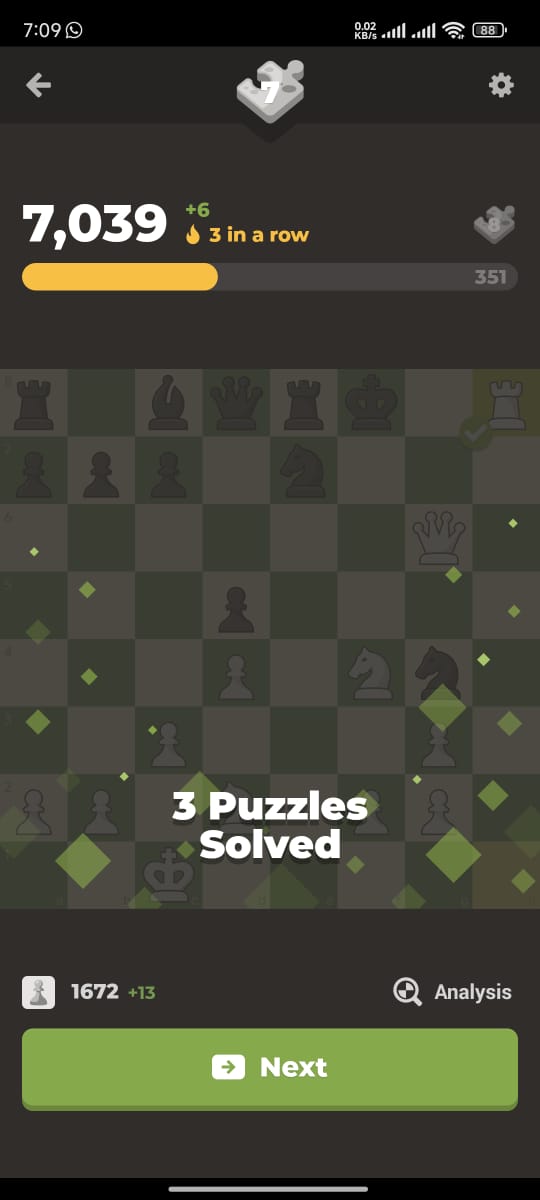 7:09
0.02
KB/s
88
7
7,039
+6
3 in a row
8
351
3 Puzzles
Solved
1672 +13
Analysis
Next